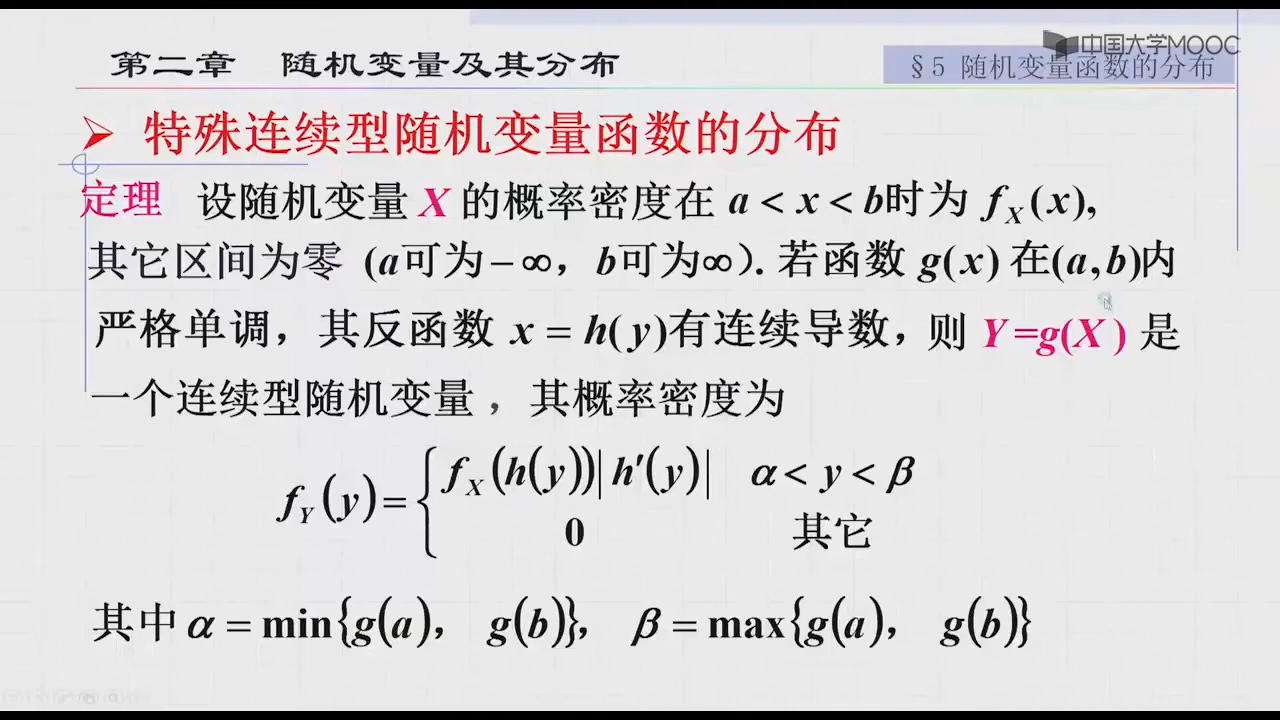 中国大学MOOC
第二章 随机变量及其分布
§5 随机变量函数的分布
➢ 特殊连续型随机变量函数的分布
定理 设随机变量 X 的概率密度在 a < x < b时为 f_X(x),
其它区间为零 (a可为−∞，b可为∞). 若函数 g(x) 在(a,b)内
严格单调，其反函数 x = h(y)有连续导数，则 Y=g(X) 是
一个连续型随机变量，其概率密度为
f_Y(y)= { f_X(h(y))|h′(y)| α < y < β
0 其它
其中 α = min{g(a), g(b)}, β = max{g(a), g(b)}